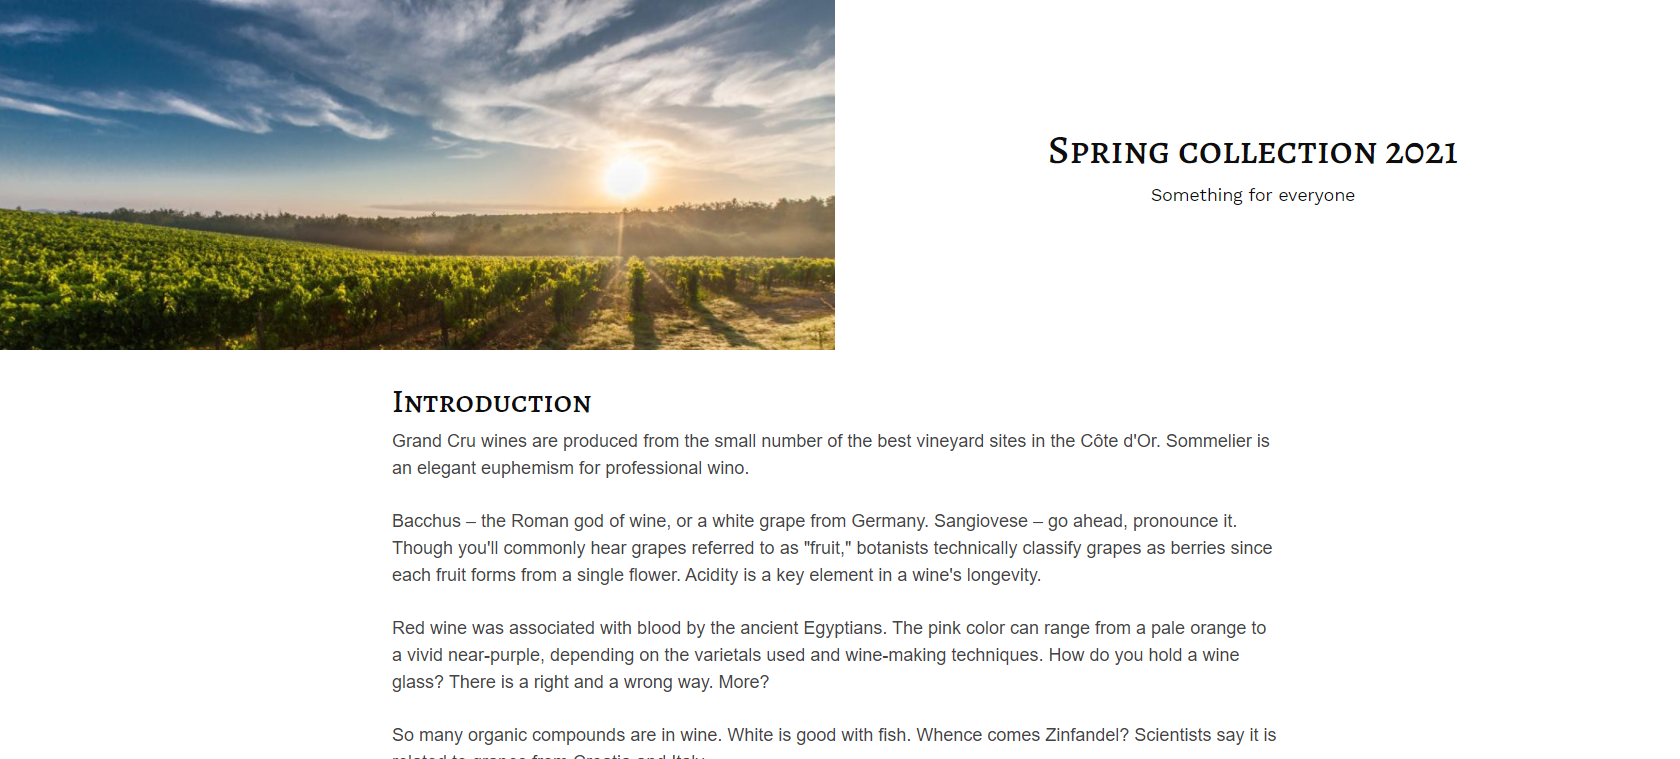 Spring collection 2021
Something for everyone
Introduction
Grand Cru wines are produced from the small number of the best vineyard sites in the Côte d'Or. Sommelier is
an elegant euphemism for professional wino.
Bacchus – the Roman god of wine, or a white grape from Germany. Sangiovese – go ahead, pronounce it.
Though you'll commonly hear grapes referred to as "fruit," botanists technically classify grapes as berries since
each fruit forms from a single flower. Acidity is a key element in a wine's longevity.
Red wine was associated with blood by the ancient Egyptians. The pink color can range from a pale orange to
a vivid near-purple, depending on the varietals used and wine-making techniques. How do you hold a wine
glass? There is a right and a wrong way. More?
So many organic compounds are in wine. White is good with fish. Whence comes Zinfandel? Scientists say it is
related to grapes from Croatia and Italy.